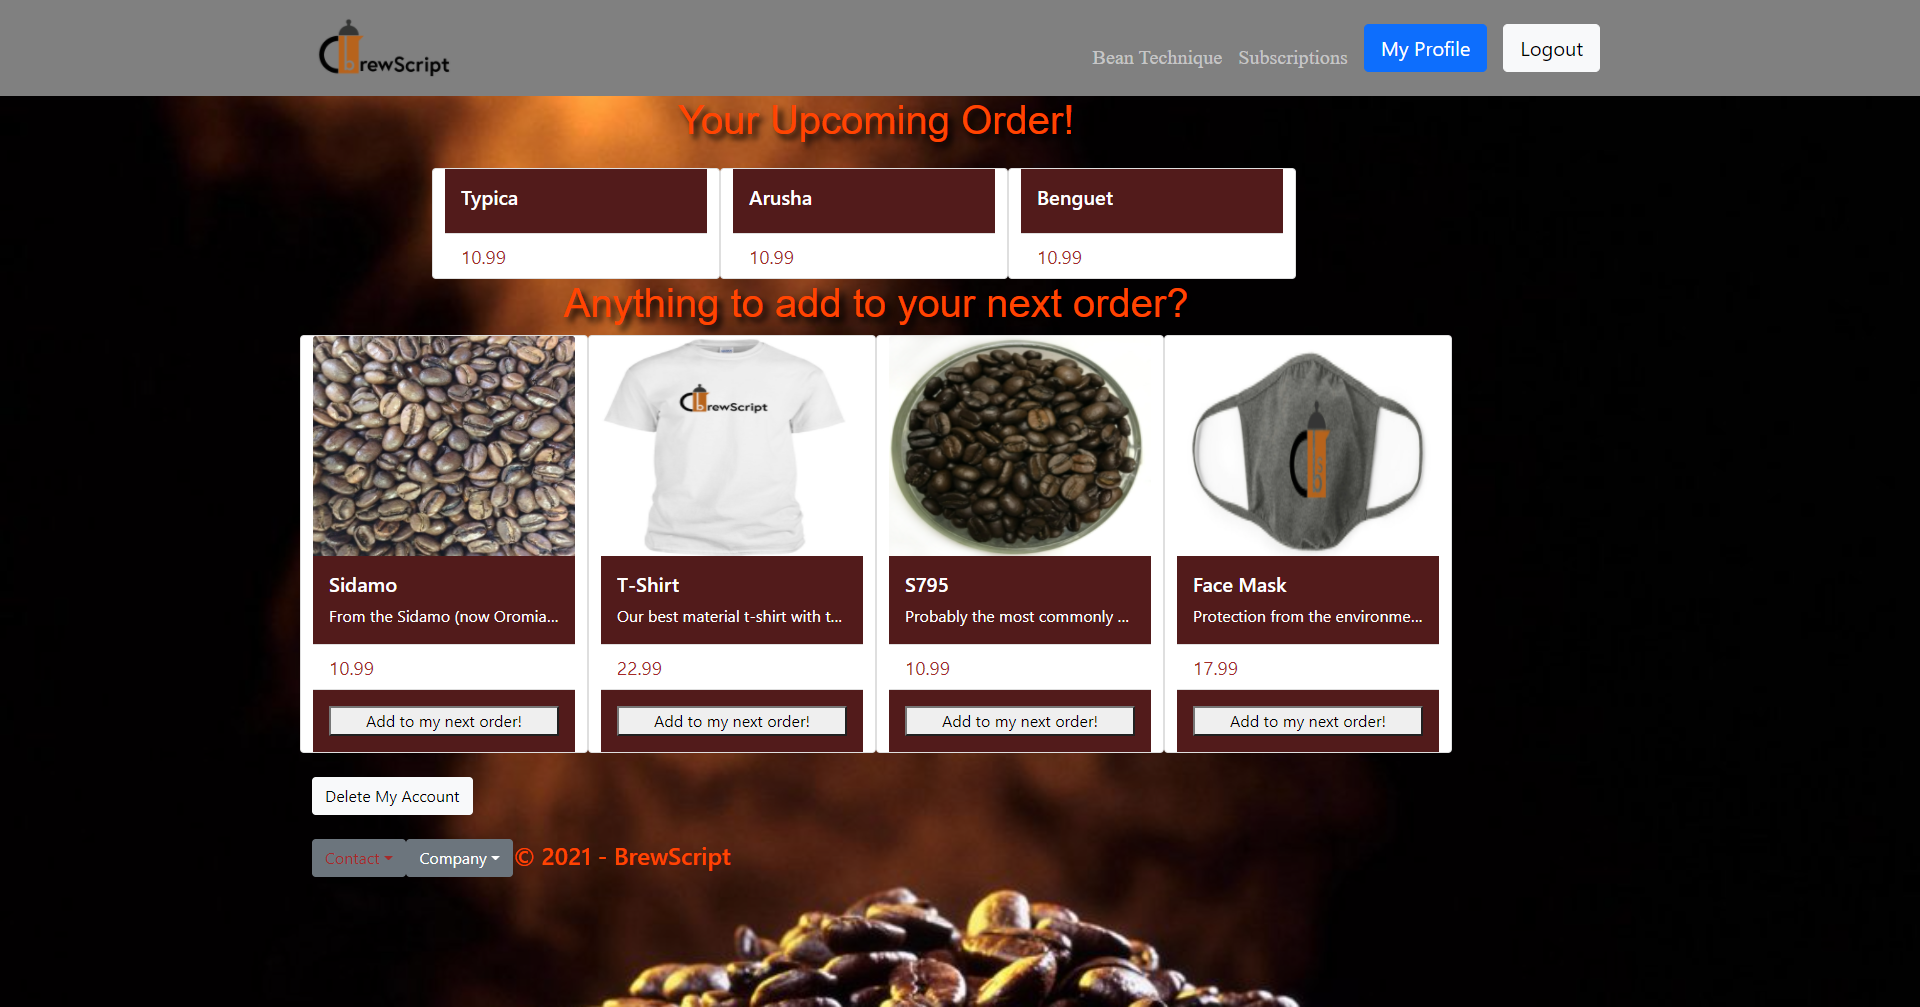 brewScript
Bean Technique
Subscriptions
My Profile
Logout
Your Upcoming Order!
Typica
Arusha
Benguet
10.99
10.99
10.99
Anything to add to your next order?
brewScript
b
Sidamo
T-Shirt
S795
Face Mask
From the Sidamo (now Oromia...
Our best material t-shirt with t...
Probably the most commonly ...
Protection from the environme...
10.99
22.99
10.99
17.99
Add to my next order!
Add to my next order!
Add to my next order!
Add to my next order!
Delete My Account
Contact
Company
© 2021 - BrewScript